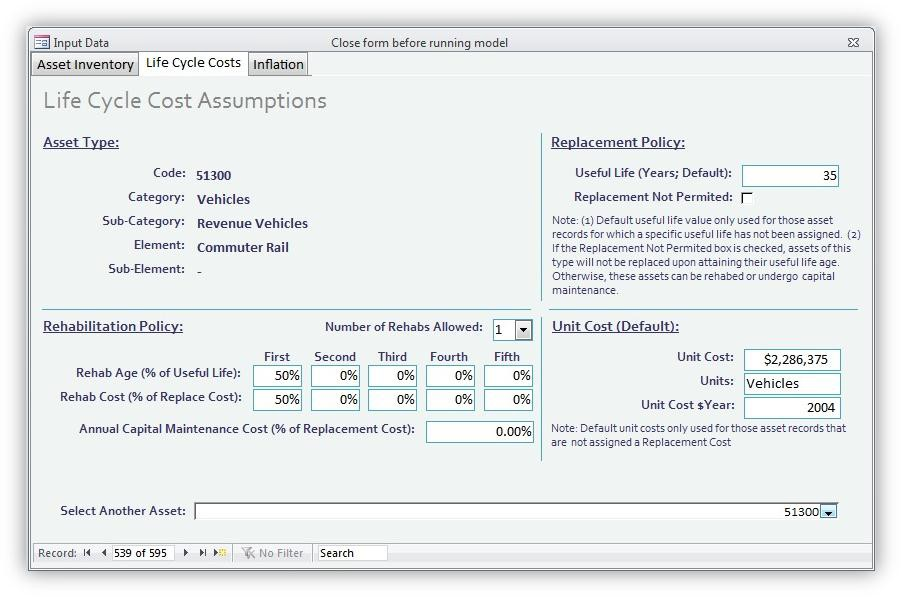 Input Data
Close form before running model
Asset Inventory
Life Cycle Costs
Inflation
Life Cycle Cost Assumptions
Asset Type:
Code: 51300
Category: Vehicles
Sub-Category: Revenue Vehicles
Element: Commuter Rail
Sub-Element: -
Replacement Policy:
Useful Life (Years; Default): 35
Replacement Not Permited:
Note: (1) Default useful life value only used for those asset
records for which a specific useful life has not been assigned. (2)
If the Replacement Not Permited box is checked, assets of this
type will not be replaced upon attaining their useful life age.
Otherwise, these assets can be rehabed or undergo capital
maintenance.
Rehabilitation Policy:
Number of Rehabs Allowed: 1
First Second Third Fourth Fifth
Rehab Age (% of Useful Life): 50% 0% 0% 0% 0%
Rehab Cost (% of Replace Cost): 50% 0% 0% 0% 0%
Annual Capital Maintenance Cost (% of Replacement Cost): 0.00%
Unit Cost (Default):
Unit Cost: $2,286,375
Units: Vehicles
Unit Cost $Year: 2004
Note: Default unit costs only used for those asset records that
are not assigned a Replacement Cost
Select Another Asset: 51300
Record: 539 of 595 No Filter Search